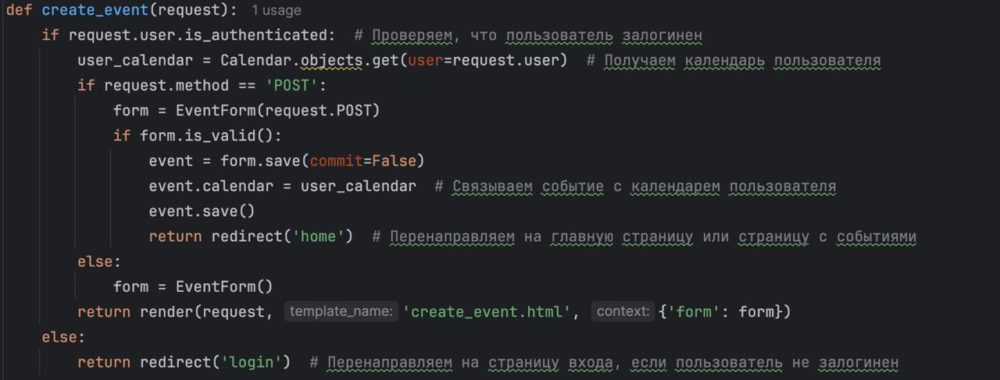 def create_event(request):  1 usage
    if request.user.is_authenticated:  # Проверяем, что пользователь залогинен
        user_calendar = Calendar.objects.get(user=request.user)  # Получаем календарь пользователя
        if request.method == 'POST':
            form = EventForm(request.POST)
            if form.is_valid():
                event = form.save(commit=False)
                event.calendar = user_calendar  # Связываем событие с календарем пользователя
                event.save()
                return redirect('home')  # Перенаправляем на главную страницу или страницу с событиями
        else:
            form = EventForm()
        return render(request, template_name: 'create_event.html', context: {'form': form})
    else:
        return redirect('login')  # Перенаправляем на страницу входа, если пользователь не залогинен